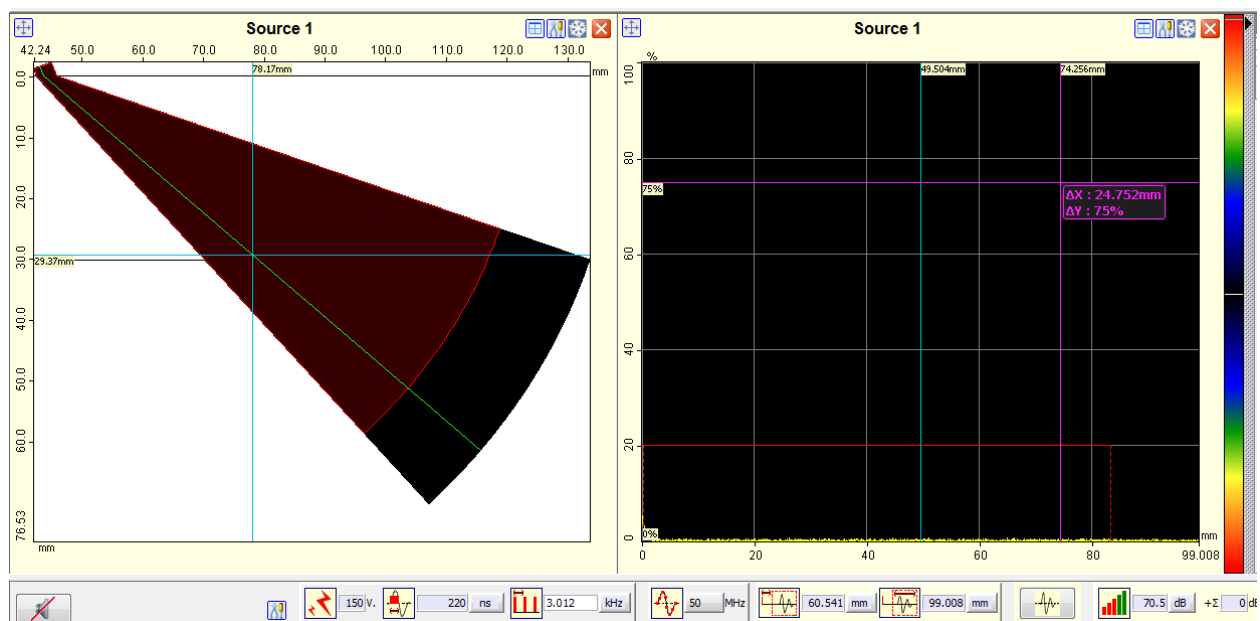 Source 1
42.24 50.0 60.0 70.0 80.0 90.0 100.0 110.0 120.0 130.0
78.17mm
mm
0.0
10.0
20.0
30.0
29.37mm
40.0
50.0
60.0
76.53
mm
Source 1
%
49.504mm 74.256mm
100
80
75%
ΔX : 24.752mm
ΔY : 75%
60
40
20
0%
0
mm
0 20 40 60 80 99.008
150 V. 220 ns 3.012 kHz 50 MHz 60.541 mm 99.008 mm 70.5 dB +Σ 0 dB